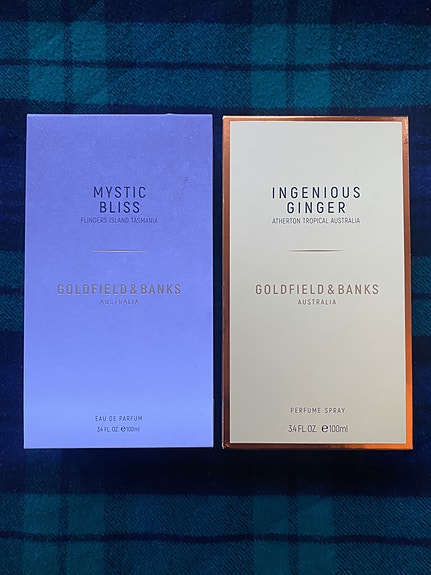 MYSTIC
BLISS
FLINDERS ISLAND TASMANIA
GOLDFIELD & BANKS
AUSTRALIA
EAU DE PARFUM
3.4 FL. OZ. ℮100ml
INGENIOUS
GINGER
ATHERTON TROPICAL AUSTRALIA
GOLDFIELD & BANKS
AUSTRALIA
PERFUME SPRAY
3.4 FL. OZ. ℮100ml